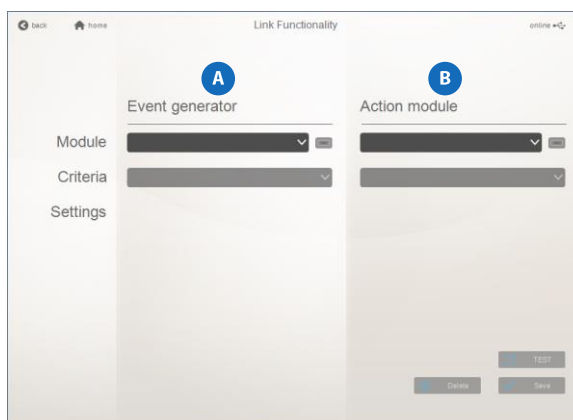 back home Link Functionality online
A B
Event generator Action module
Module
Criteria
Settings
TEST
Delete Save